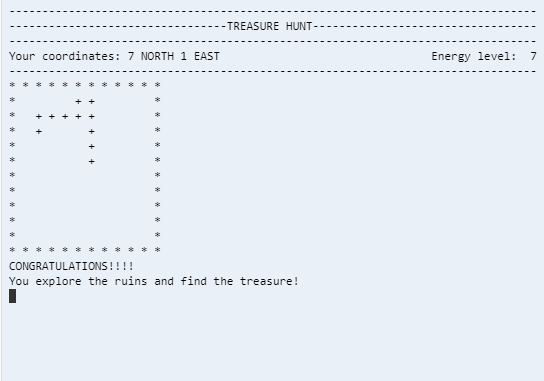 --------------------------------------------------------------------------------
---------------------------------TREASURE HUNT----------------------------------
--------------------------------------------------------------------------------
Your coordinates: 7 NORTH 1 EAST                                Energy level:  7
--------------------------------------------------------------------------------
* * * * * * * * * * * *
*         + +         *
*   + + + + +         *
*   +       +         *
*           +         *
*           +         *
*                     *
*                     *
*                     *
*                     *
*                     *
* * * * * * * * * * * *
CONGRATULATIONS!!!!
You explore the ruins and find the treasure!